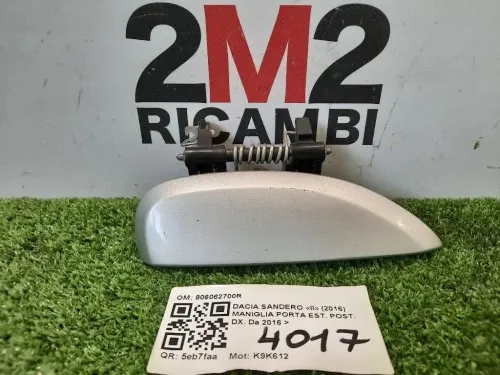 2M2
RICAMBI
OM: 806062700R
DACIA SANDERO «II» (2016)
MANIGLIA PORTA EST. POST.
DX. Da 2016 >
4017
QR: 5eb7faa Mot: K9K612